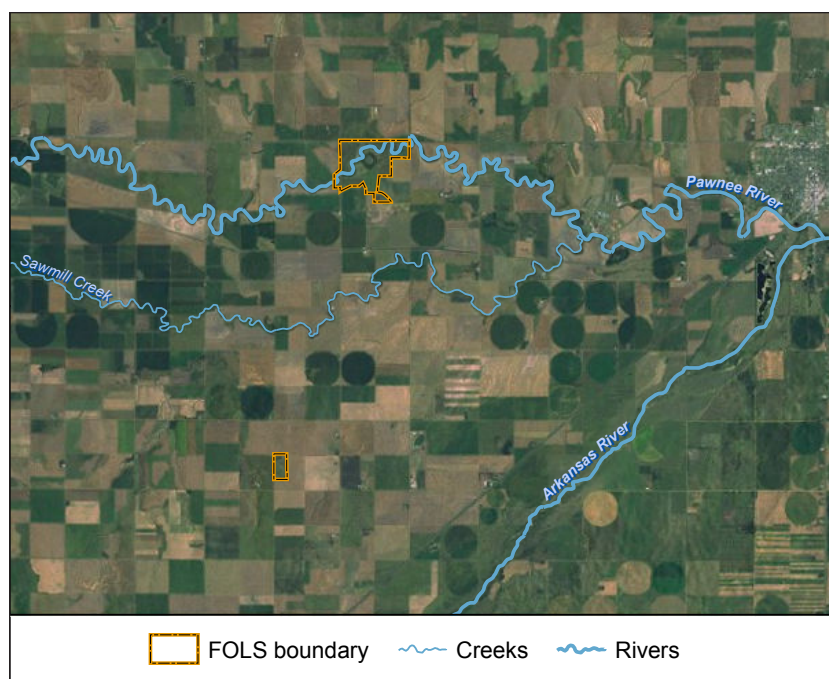 Pawnee River
Sawmill Creek
Arkansas River
FOLS boundary
Creeks
Rivers